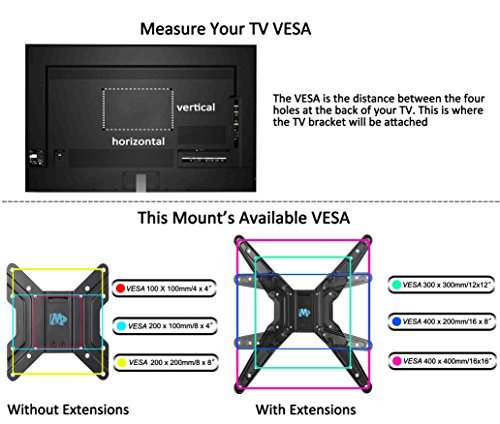 Measure Your TV VESA
vertical
horizontal
The VESA is the distance between the four
holes at the back of your TV. This is where
the TV bracket will be attached
This Mount's Available VESA
VESA 100 X 100mm/4 x 4"
VESA 200 x 100mm/8 x 4"
VESA 200 x 200mm/8 x 8"
Without Extensions
VESA 300 x 300mm/12x12"
VESA 400 x 200mm/16 x 8"
VESA 400 x 400mm/16x16"
With Extensions